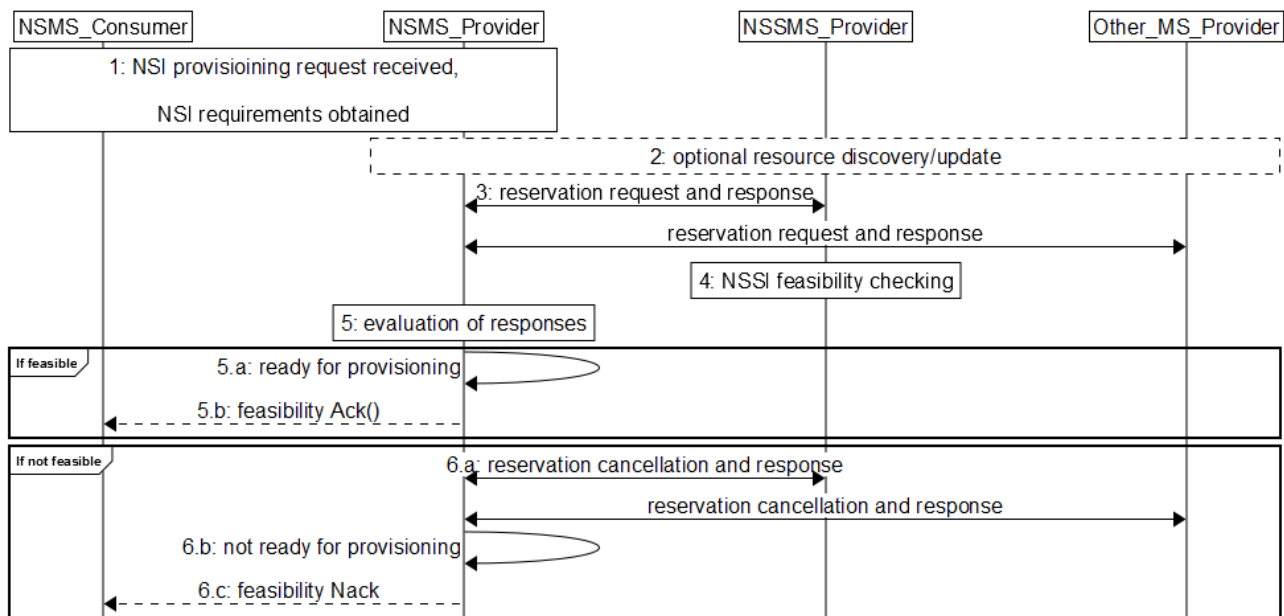 NSMS_Consumer
NSMS_Provider
NSSMS_Provider
Other_MS_Provider
1: NSI provisioining request received,
NSI requirements obtained
2: optional resource discovery/update
3: reservation request and response
reservation request and response
4: NSSI feasibility checking
5: evaluation of responses
If feasible
5.a: ready for provisioning
5.b: feasibility Ack()
If not feasible
6.a: reservation cancellation and response
reservation cancellation and response
6.b: not ready for provisioning
6.c: feasibility Nack